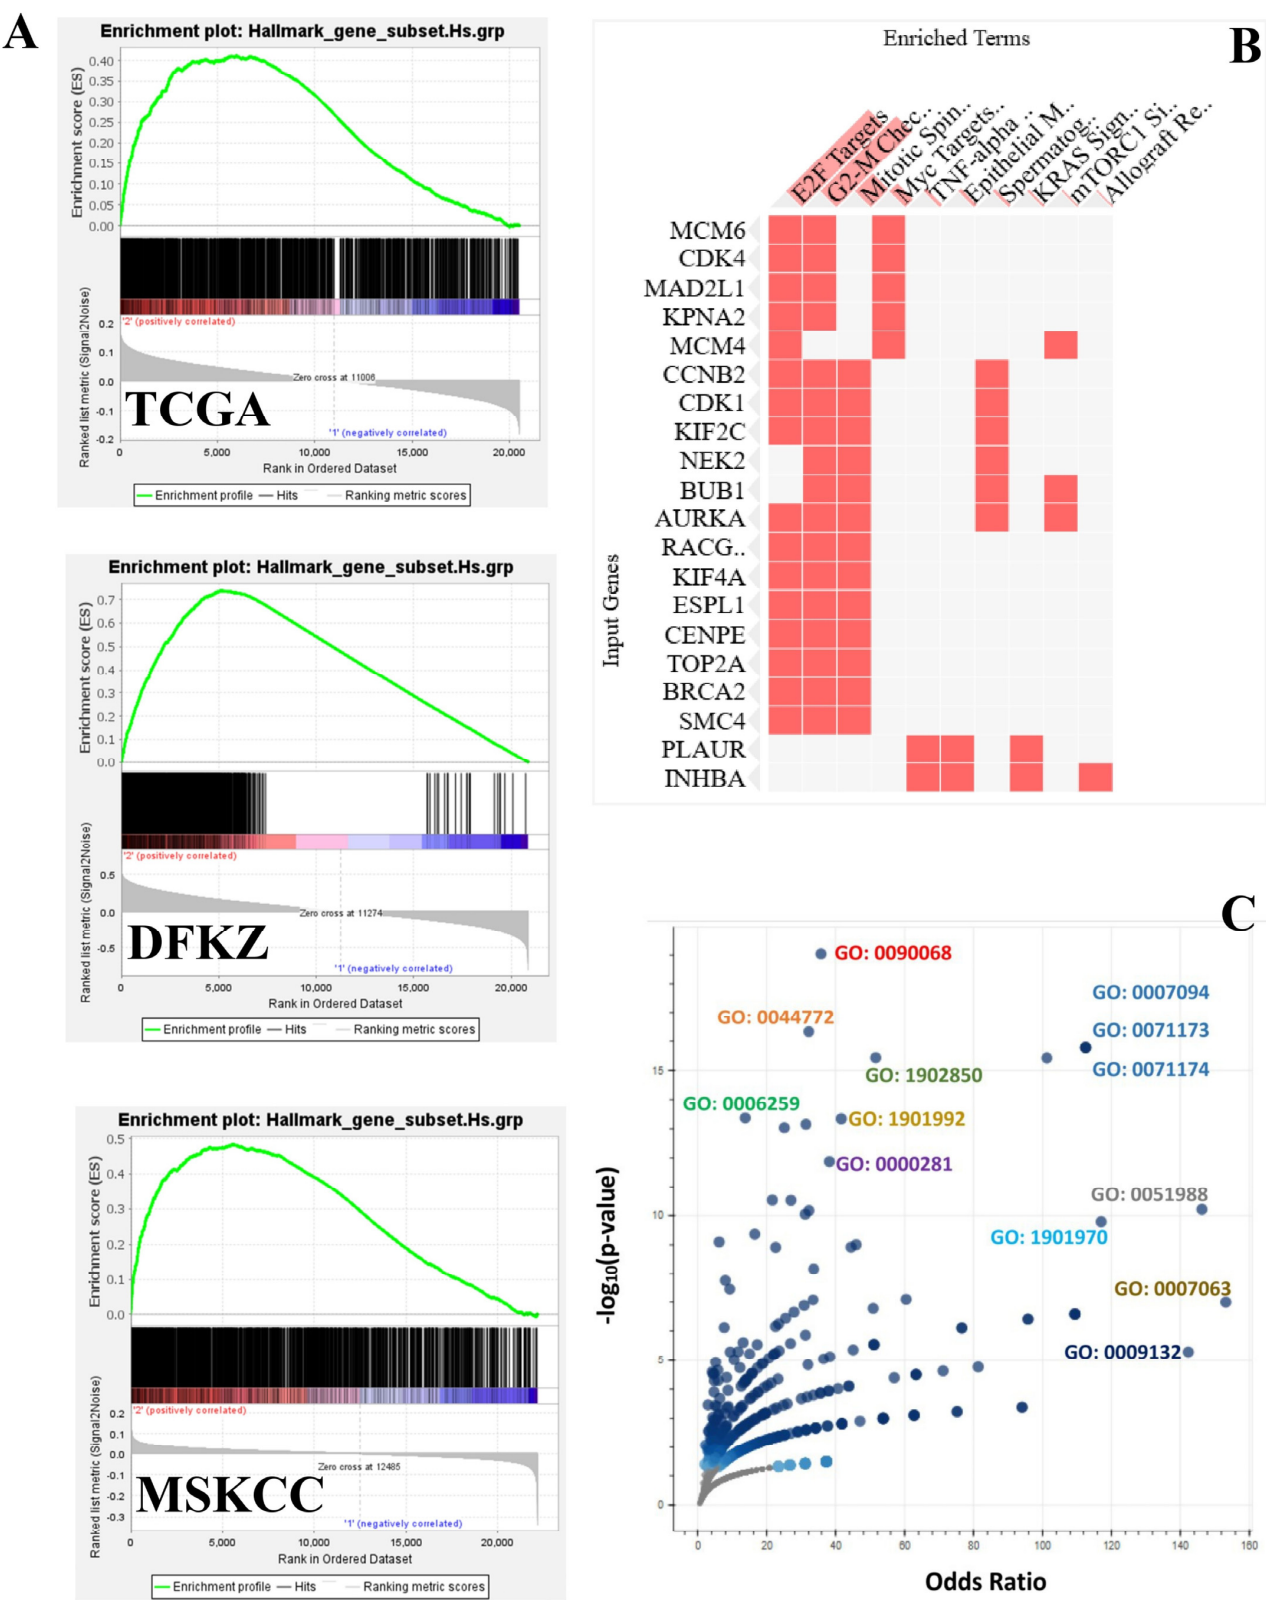 A
Enrichment plot: Hallmark_gene_subset.Hs.grp
Enrichment score (ES)
0.40
0.35
0.30
0.25
0.20
0.15
0.10
0.05
0.00
'2' (positively correlated)
Ranked list metric (Signal2Noise)
0.2
0.1
0.0
-0.1
-0.2
Zero cross at 11006
TCGA
'1' (negatively correlated)
0 5,000 10,000 15,000 20,000
Rank in Ordered Dataset
Enrichment profile Hits Ranking metric scores
Enrichment plot: Hallmark_gene_subset.Hs.grp
Enrichment score (ES)
0.7
0.6
0.5
0.4
0.3
0.2
0.1
0.0
'2' (positively correlated)
Ranked list metric (Signal2Noise)
0.5
0.0
-0.5
Zero cross at 11274
DFKZ
'1' (negatively correlated)
0 5,000 10,000 15,000 20,000
Rank in Ordered Dataset
Enrichment profile Hits Ranking metric scores
Enrichment plot: Hallmark_gene_subset.Hs.grp
Enrichment score (ES)
0.5
0.4
0.3
0.2
0.1
0.0
'2' (positively correlated)
Ranked list metric (Signal2Noise)
0.2
0.1
0.0
-0.1
-0.2
-0.3
Zero cross at 12485
MSKCC
'1' (negatively correlated)
0 5,000 10,000 15,000 20,000
Rank in Ordered Dataset
Enrichment profile Hits Ranking metric scores
B
Enriched Terms
E2F Targets
G2-M Chec..
Mitotic Spin..
Myc Targets..
TNF-alpha ..
Epithelial M..
Spermatog..
KRAS Sign..
mTORC1 Si..
Allograft Re..
Input Genes
MCM6
CDK4
MAD2L1
KPNA2
MCM4
CCNB2
CDK1
KIF2C
NEK2
BUB1
AURKA
RACG..
KIF4A
ESPL1
CENPE
TOP2A
BRCA2
SMC4
PLAUR
INHBA
C
GO: 0090068
GO: 0007094
GO: 0044772
GO: 0071173
GO: 0071174
GO: 1902850
GO: 0006259
GO: 1901992
GO: 0000281
GO: 0051988
GO: 1901970
GO: 0007063
GO: 0009132
-log₁₀(p-value)
15
10
5
0
0 20 40 60 80 100 120 140 160
Odds Ratio